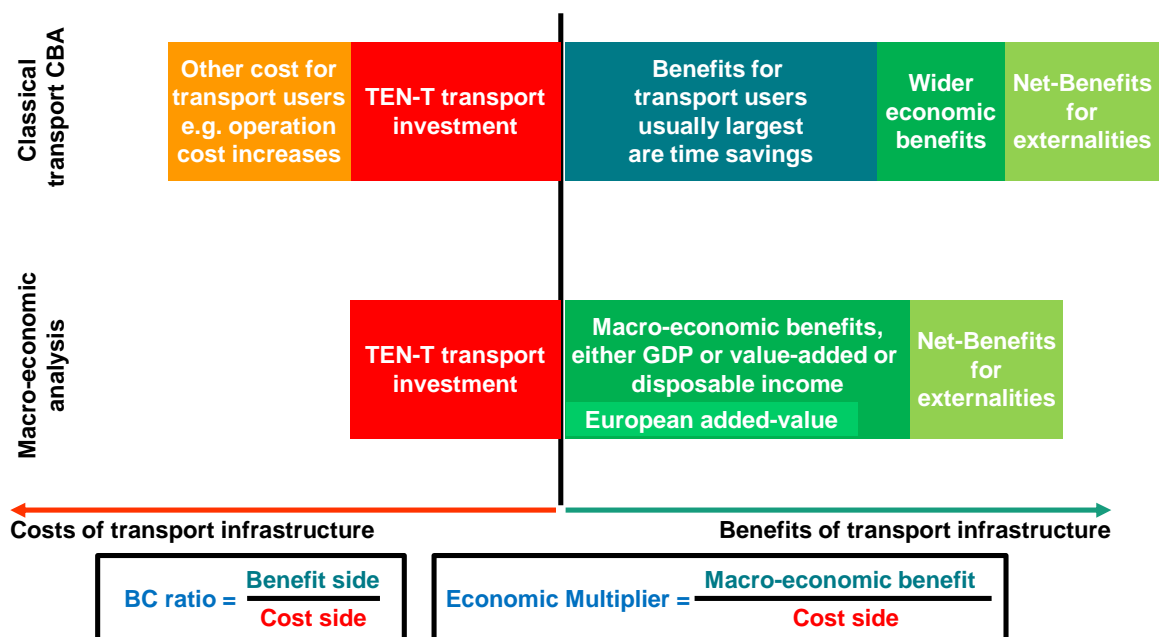 Classical
transport CBA
Other cost for
transport users
e.g. operation
cost increases
TEN-T transport
investment
Benefits for
transport users
usually largest
are time savings
Wider
economic
benefits
Net-Benefits
for
externalities
Macro-economic
analysis
TEN-T transport
investment
Macro-economic benefits,
either GDP or value-added or
disposable income
European added-value
Net-Benefits
for
externalities
Costs of transport infrastructure
Benefits of transport infrastructure
BC ratio = Benefit side
Cost side
Economic Multiplier = Macro-economic benefit
Cost side